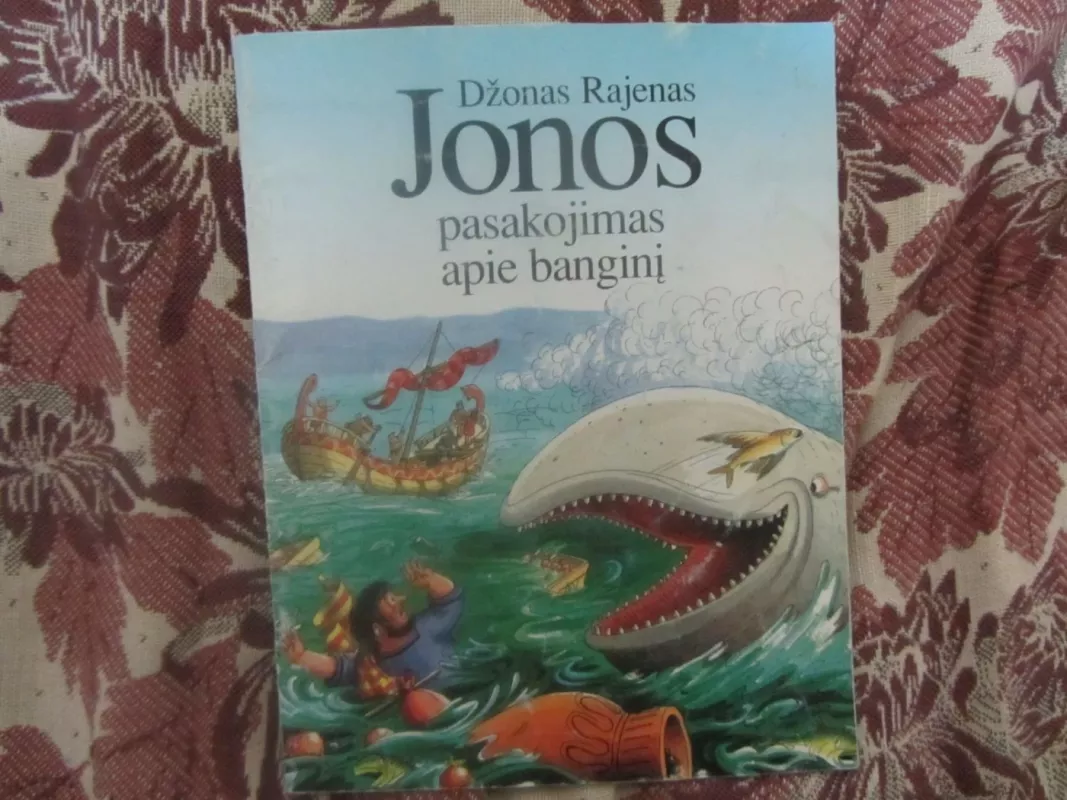 Džonas Rajenas
Jonos
pasakojimas
apie banginį